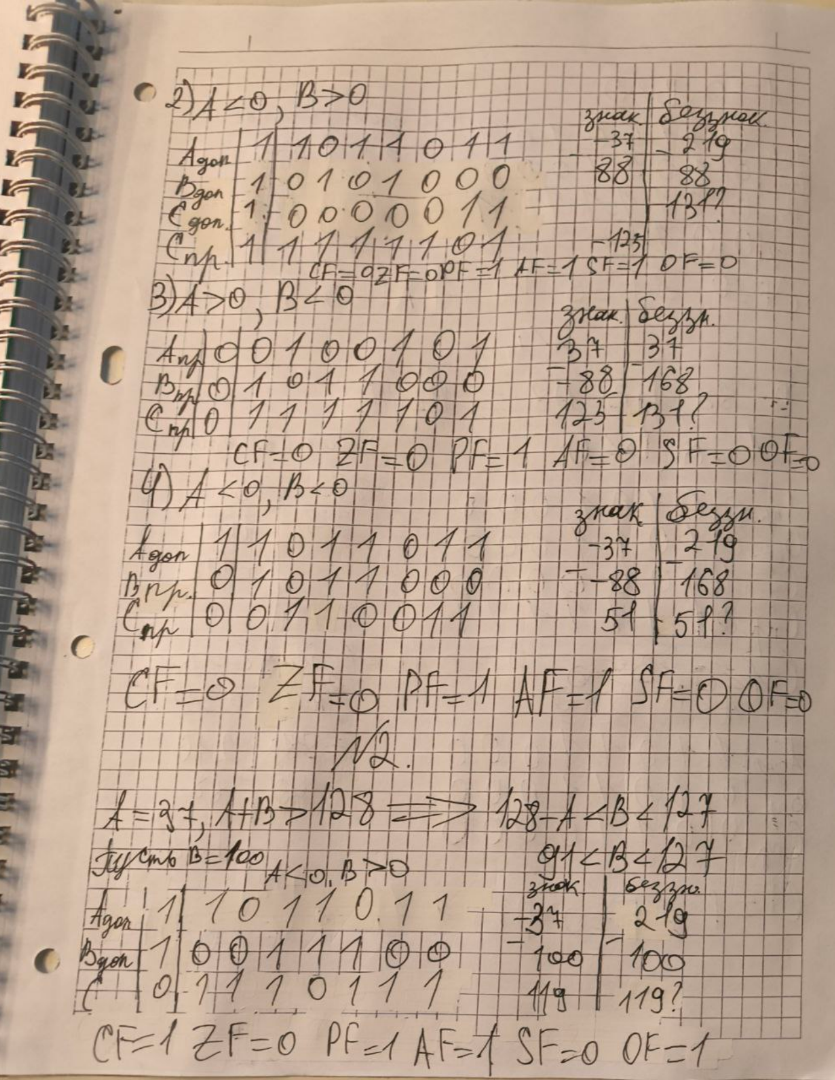 2) A<0, B>0
знак беззнак
Aдоп 1 1 0 1 1 0 1 1 -37 219
Bдоп 1 0 1 0 1 0 0 0 88 88
Cдоп. 1 0 0 0 0 0 1 1 131?
Cпр. 1 1 1 1 1 1 0 1 -123
CF=0 ZF=0 PF=1 AF=1 SF=1 OF=0
3) A>0, B<0
знак. беззн.
Aпр 0 0 1 0 0 1 0 1 37 37
Bпр 0 1 0 1 1 0 0 0 -88 168
Cпр 0 1 1 1 1 1 0 1 125 131?
CF=0 ZF=0 PF=1 AF=0 SF=0 OF=0
4) A<0, B<0
знак беззн.
Aдоп 1 1 0 1 1 0 1 1 -37 219
Bпр. 0 1 0 1 1 0 0 0 -88 168
Cпр 0 0 1 1 0 0 1 1 51 51?
CF=0 ZF=0 PF=1 AF=1 SF=0 OF=0
N2.
A=37, A+B>128 => 128-A<B<127
Пусть B=100 91<B<127
A<0, B>0
знак беззн.
Aдоп 1 1 0 1 1 0 1 1 -37 219
Bдоп 1 0 0 1 1 1 0 0 100 100
C 0 1 1 1 0 1 1 1 119 119?
CF=1 ZF=0 PF=1 AF=1 SF=0 OF=1